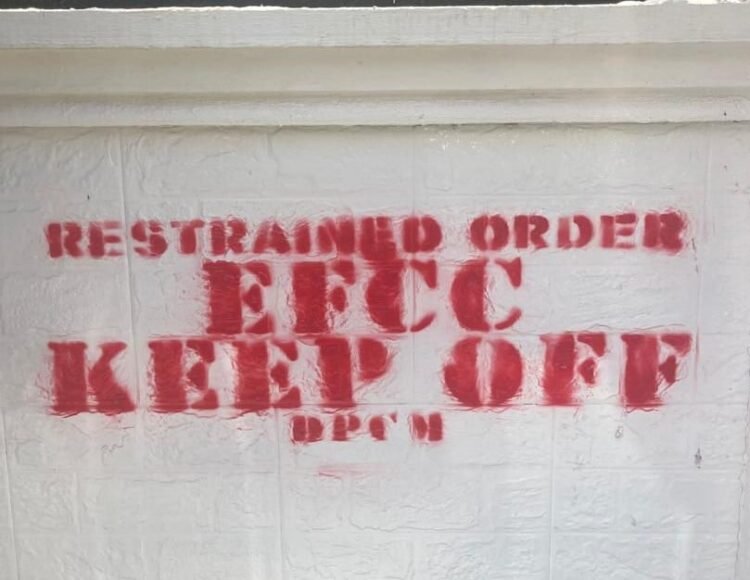 RESTRAINED ORDER
EFCC
KEEP OFF